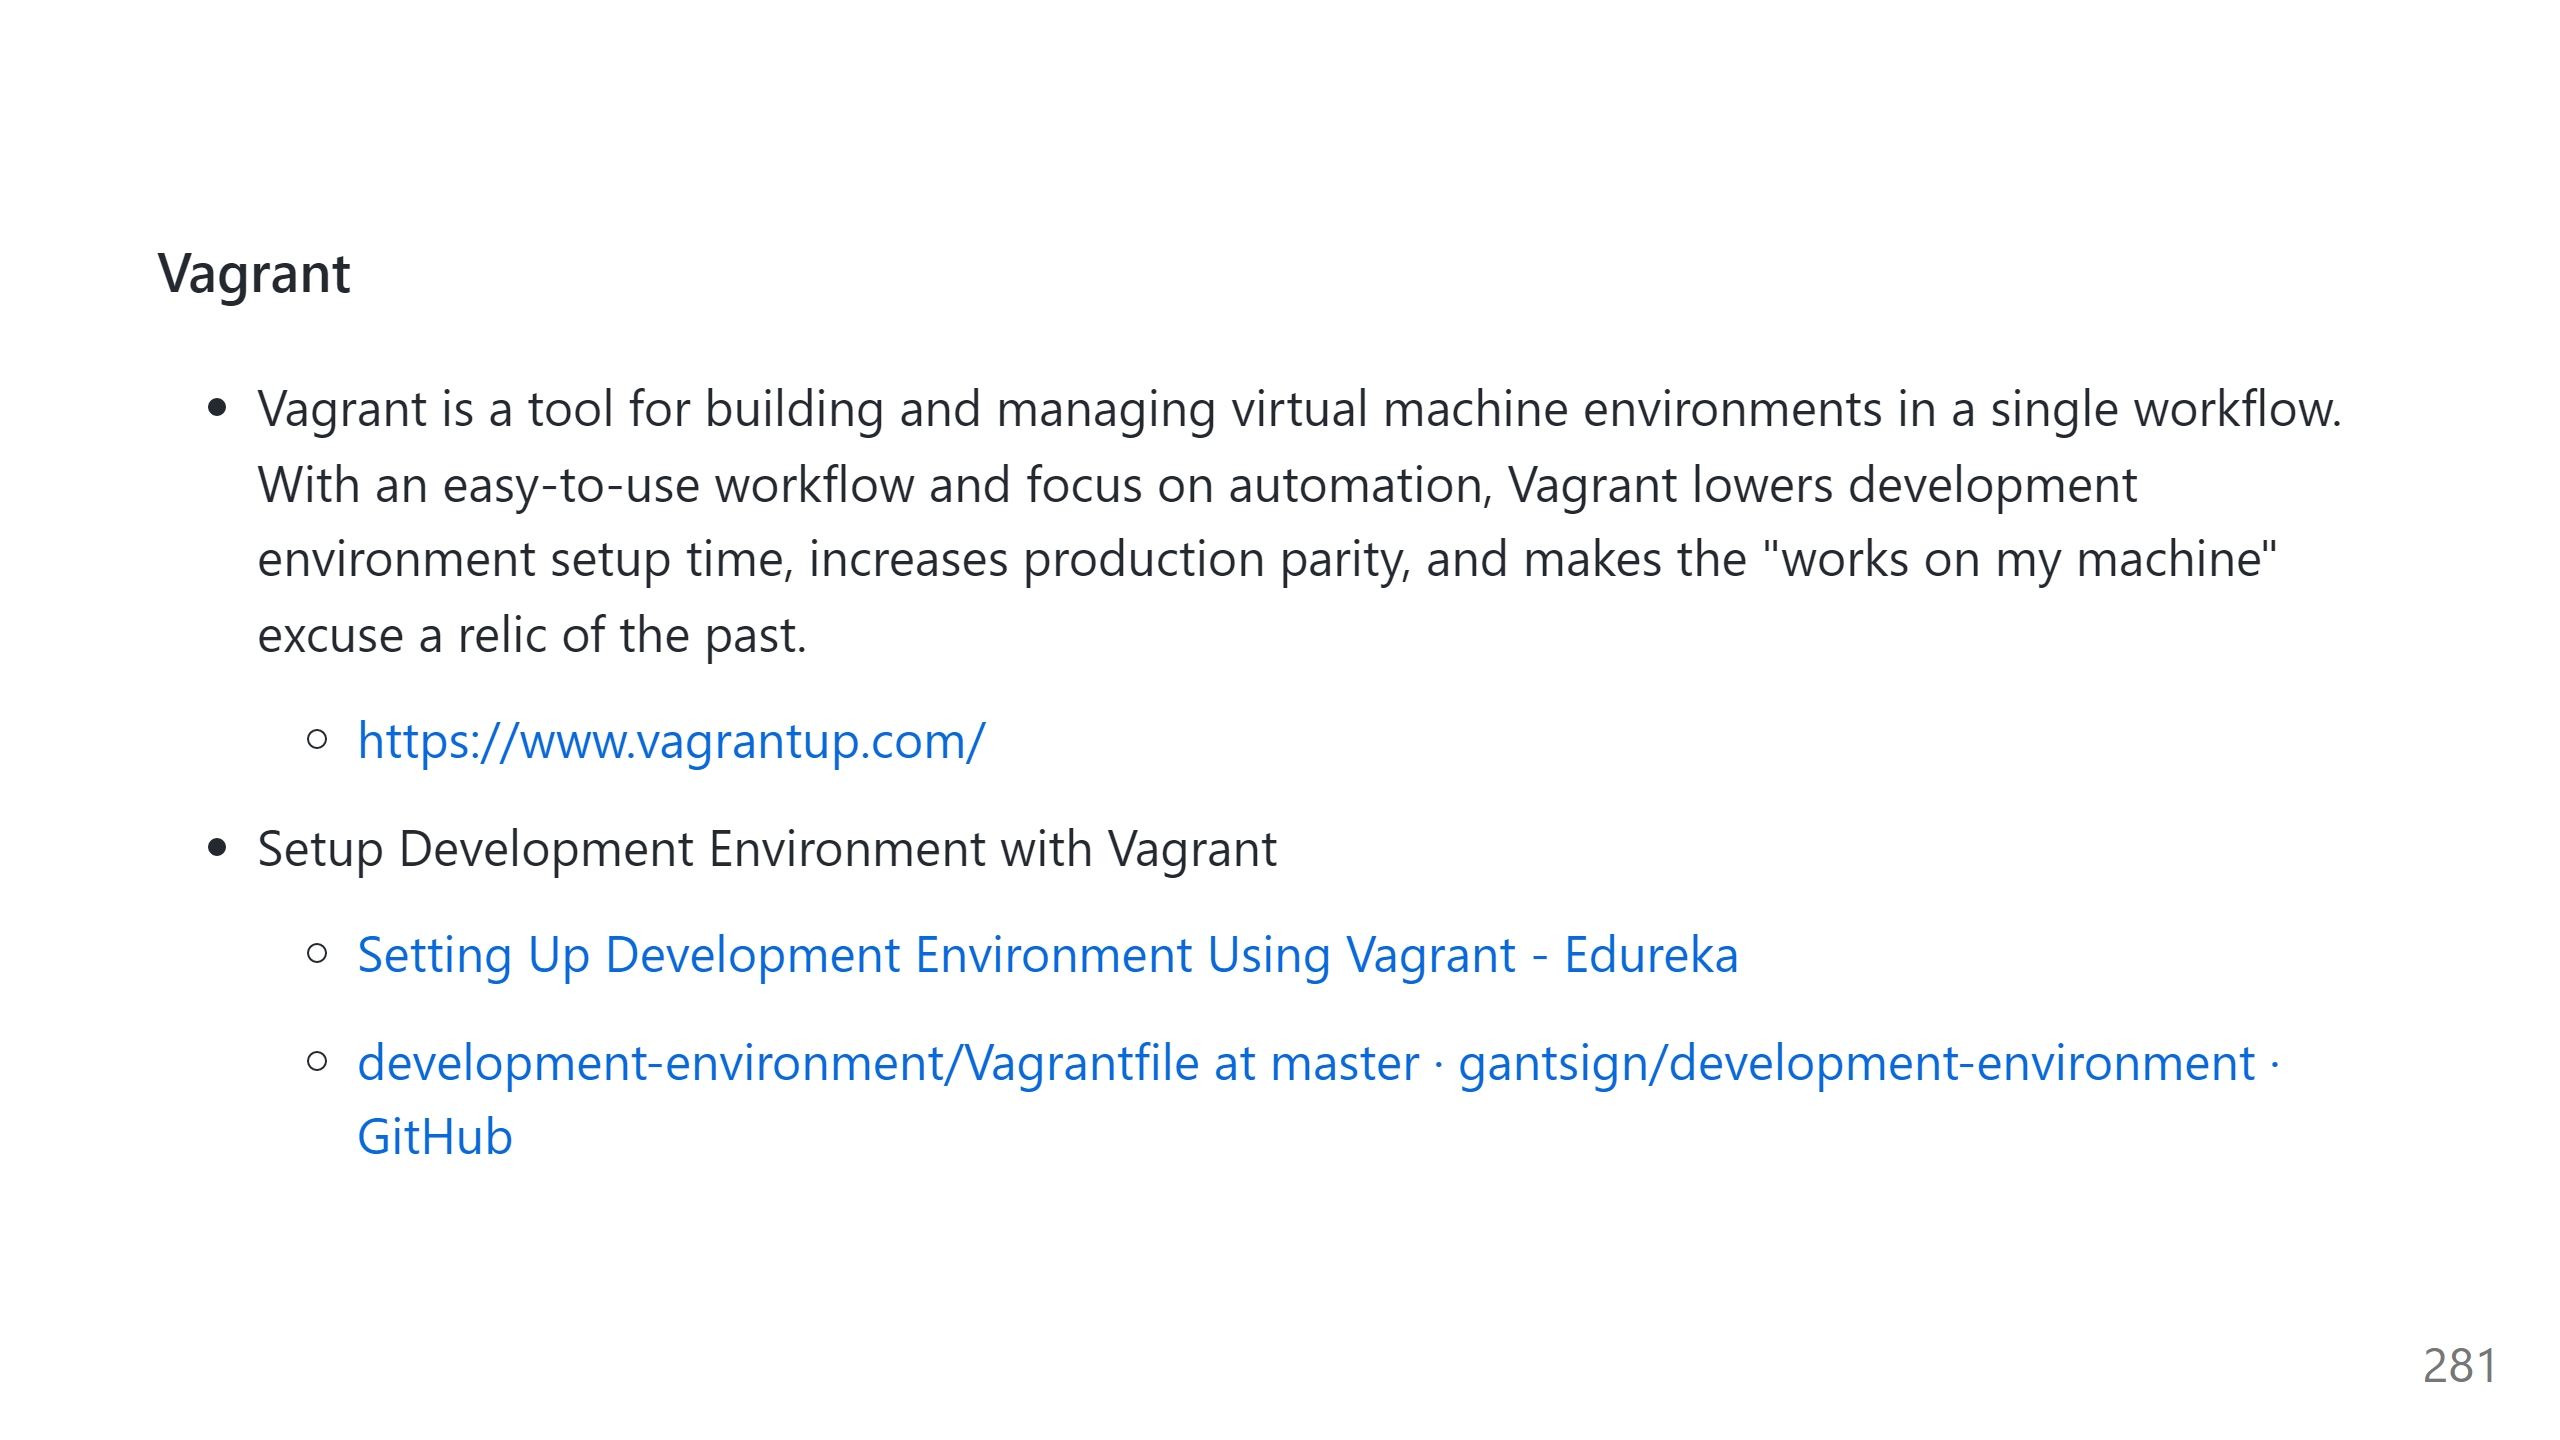 Vagrant
Vagrant is a tool for building and managing virtual machine environments in a single workflow.
With an easy-to-use workflow and focus on automation, Vagrant lowers development
environment setup time, increases production parity, and makes the "works on my machine"
excuse a relic of the past.
https://www.vagrantup.com/
Setup Development Environment with Vagrant
Setting Up Development Environment Using Vagrant - Edureka
development-environment/Vagrantfile at master · gantsign/development-environment ·
GitHub
281